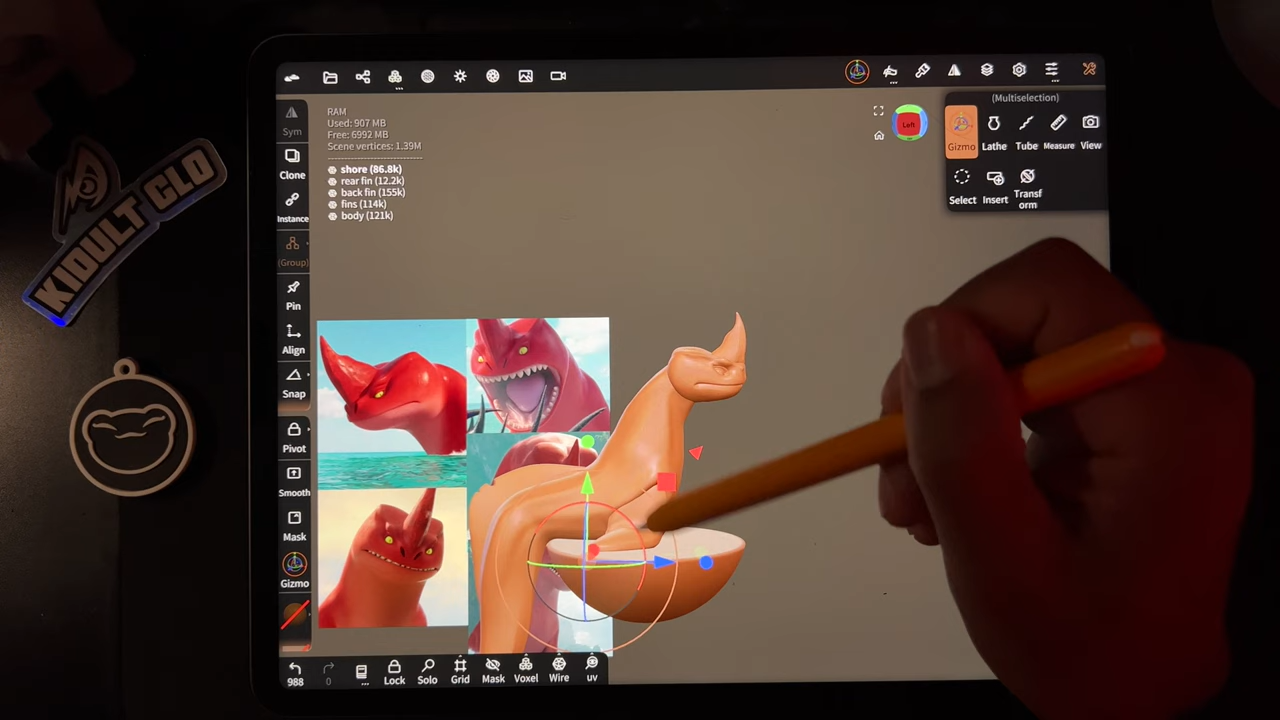 KIDULT CLO
RAM
Used: 907 MB
Free: 6992 MB
Scene vertices: 1.39M
shore (86.8k)
rear fin (12.2k)
back fin (155k)
fins (114k)
body (121k)
Sym
Clone
Instance
(Group)
Pin
Align
Snap
Pivot
Smooth
Mask
Gizmo
Left
(Multiselection)
Gizmo
Lathe
Tube
Measure
View
Select
Insert
Transf
orm
988
0
Lock
Solo
Grid
Mask
Voxel
Wire
uv